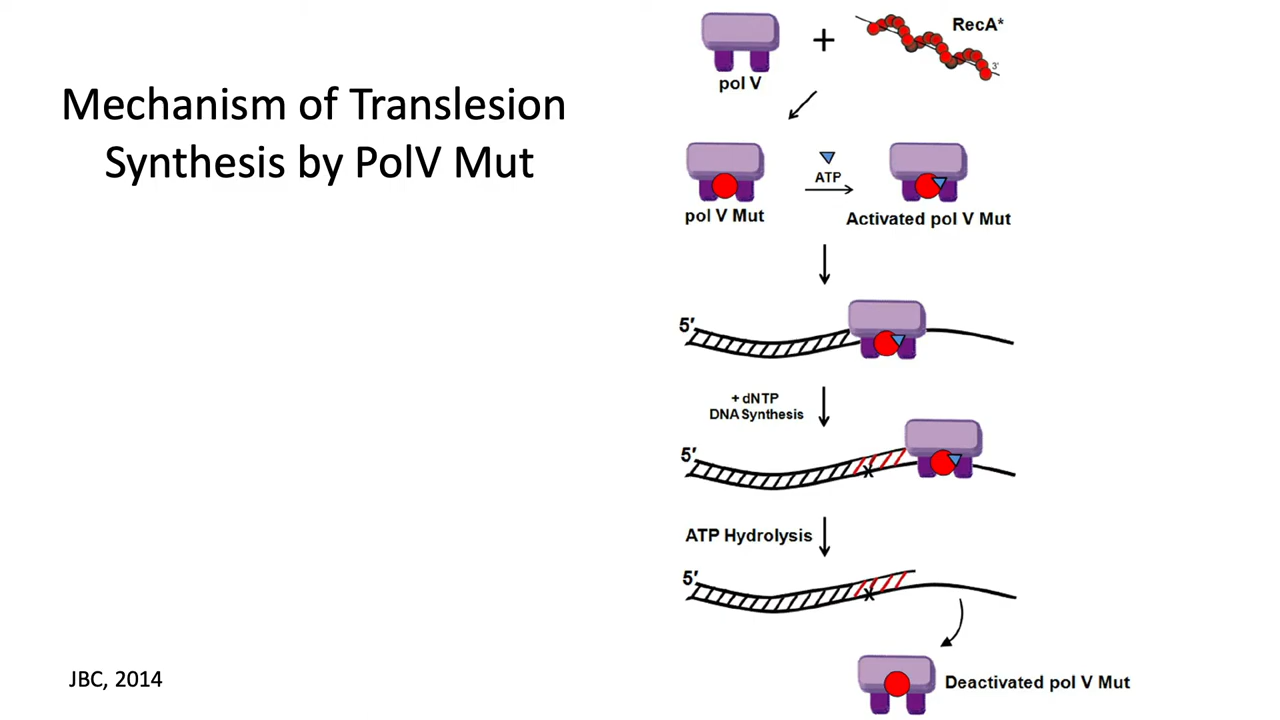 Mechanism of Translesion
Synthesis by PolV Mut
pol V
+
RecA*
3'
pol V Mut
ATP
Activated pol V Mut
5′
+ dNTP
DNA Synthesis
5′
x
ATP Hydrolysis
5′
x
Deactivated pol V Mut
JBC, 2014